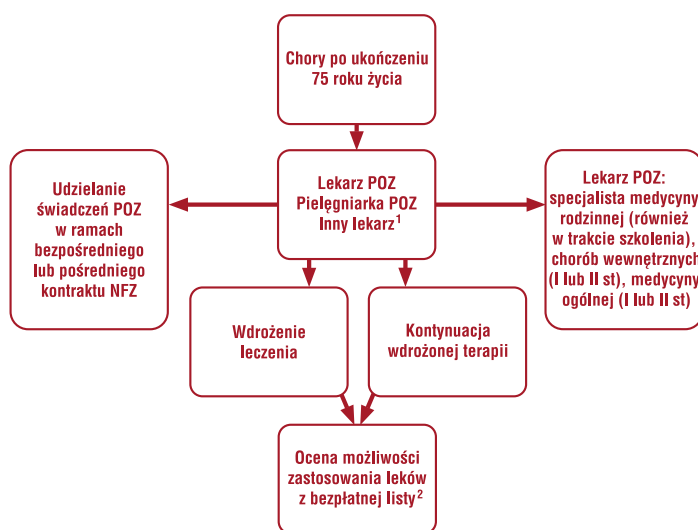 Chory po ukończeniu
75 roku życia
Udzielanie
świadczeń POZ
w ramach
bezpośredniego
lub pośredniego
kontraktu NFZ
Lekarz POZ
Pielęgniarka POZ
Inny lekarz¹
Lekarz POZ:
specjalista medycyny
rodzinnej (również
w trakcie szkolenia),
chorób wewnętrznych
(I lub II st), medycyny
ogólnej (I lub II st)
Wdrożenie
leczenia
Kontynuacja
wdrożonej terapii
Ocena możliwości
zastosowania leków
z bezpłatnej listy²